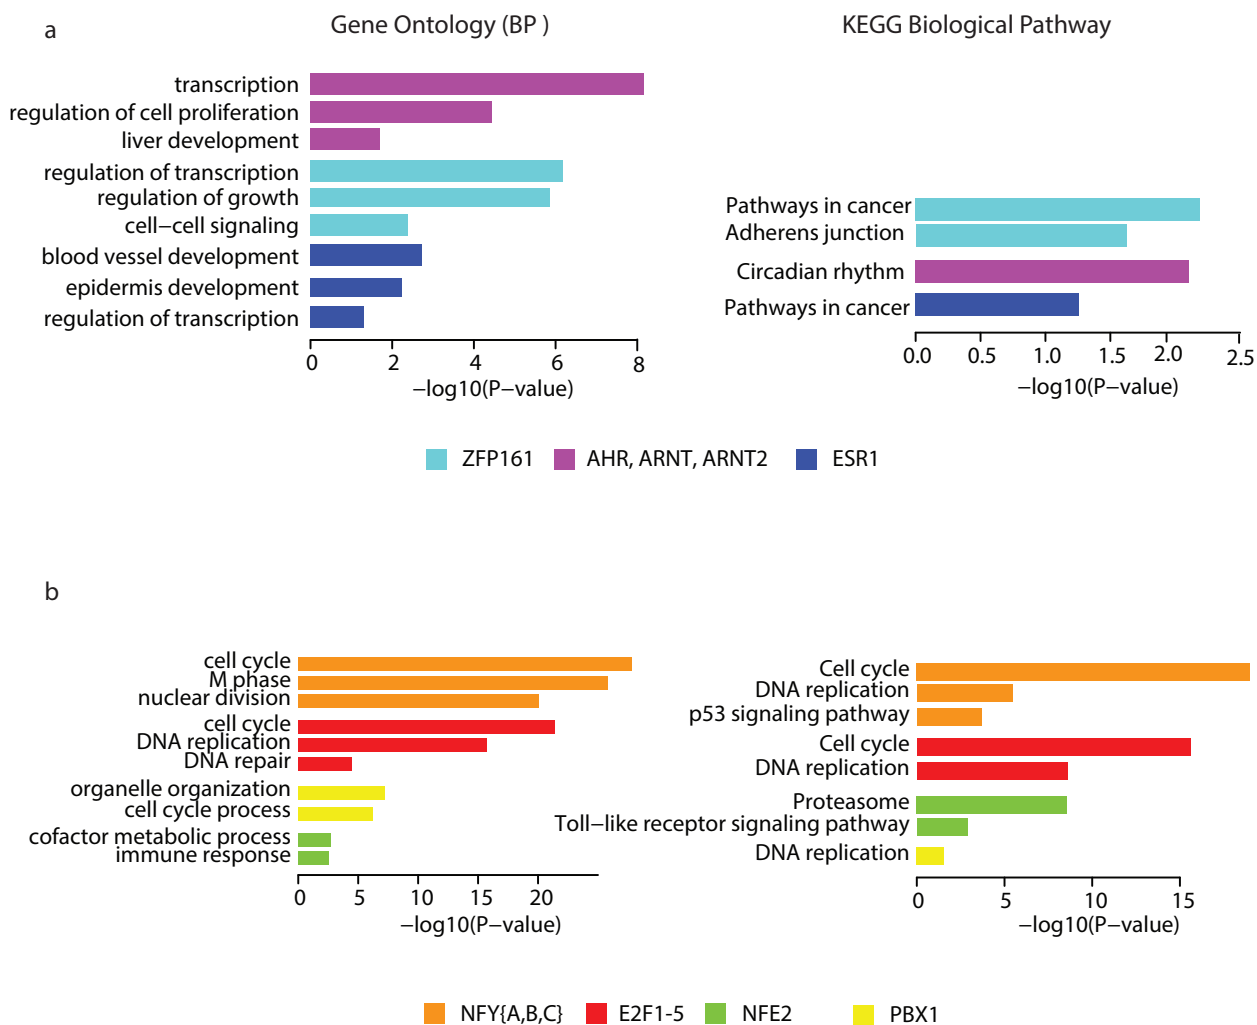 a
Gene Ontology (BP )
KEGG Biological Pathway
transcription
regulation of cell proliferation
liver development
regulation of transcription
regulation of growth
cell−cell signaling
blood vessel development
epidermis development
regulation of transcription
0 2 4 6 8
−log10(P−value)
Pathways in cancer
Adherens junction
Circadian rhythm
Pathways in cancer
0.0 0.5 1.0 1.5 2.0 2.5
−log10(P−value)
ZFP161 AHR, ARNT, ARNT2 ESR1
b
cell cycle
M phase
nuclear division
cell cycle
DNA replication
DNA repair
organelle organization
cell cycle process
cofactor metabolic process
immune response
0 5 10 15 20
−log10(P−value)
Cell cycle
DNA replication
p53 signaling pathway
Cell cycle
DNA replication
Proteasome
Toll−like receptor signaling pathway
DNA replication
0 5 10 15
−log10(P−value)
NFY{A,B,C} E2F1-5 NFE2 PBX1